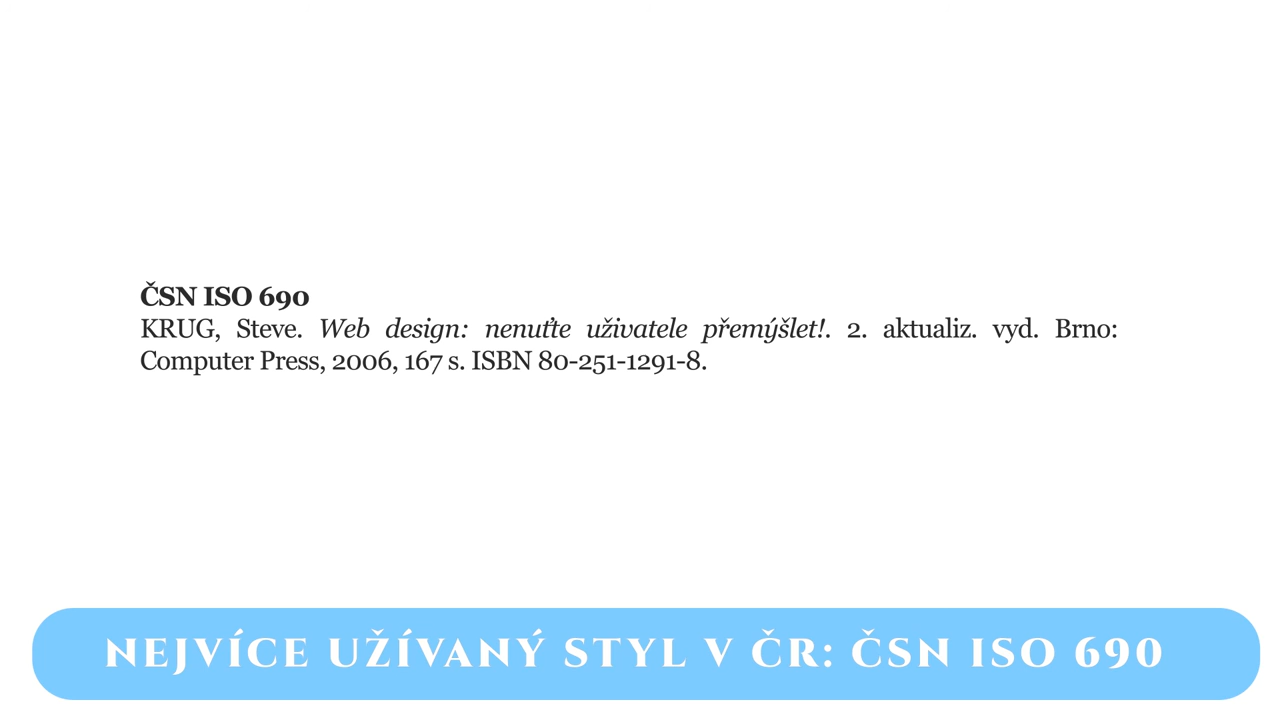 ČSN ISO 690
KRUG, Steve. Web design: nenuťte uživatele přemýšlet!. 2. aktualiz. vyd. Brno:
Computer Press, 2006, 167 s. ISBN 80-251-1291-8.
NEJVÍCE UŽÍVANÝ STYL V ČR: ČSN ISO 690